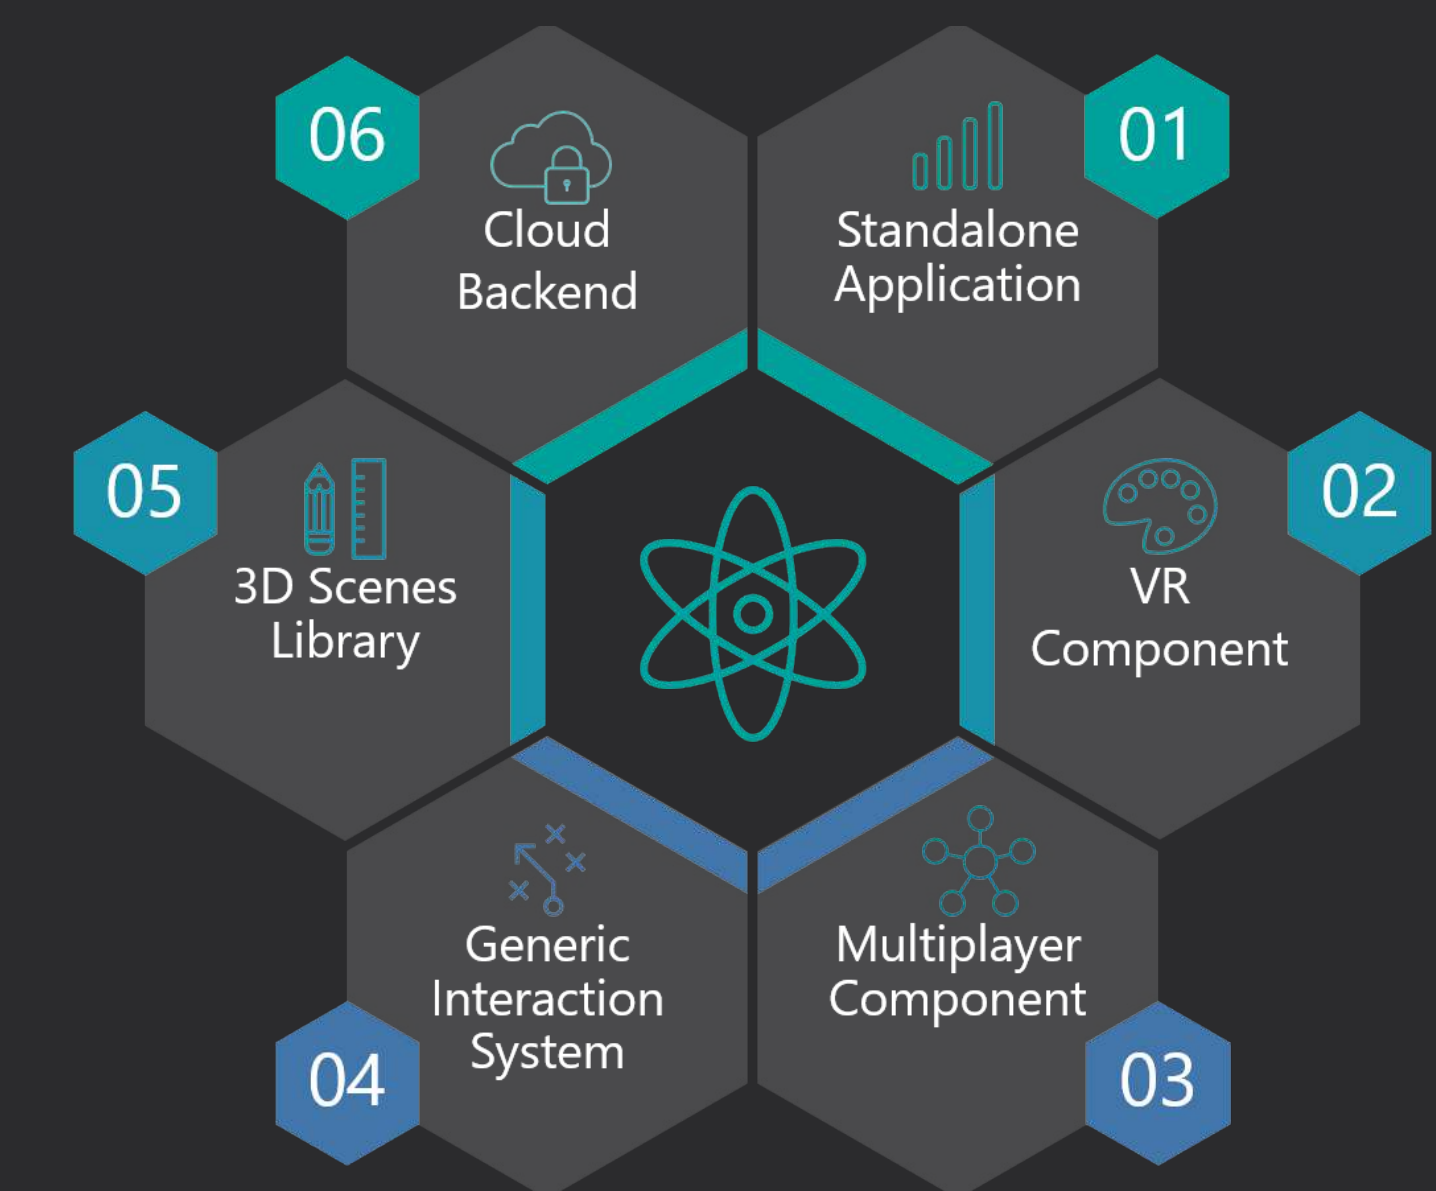 01
Standalone
Application
02
VR
Component
03
Multiplayer
Component
04
Generic
Interaction
System
05
3D Scenes
Library
06
Cloud
Backend